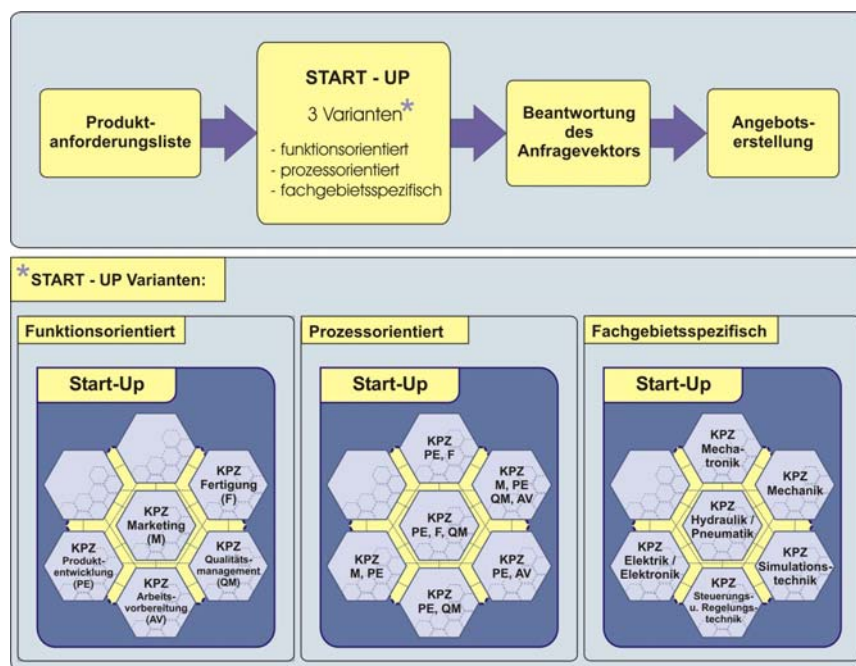 START - UP
3 Varianten*
- funktionsorientiert
- prozessorientiert
- fachgebietsspezifisch
Produkt-
anforderungsliste
Beantwortung
des
Anfragevektors
Angebots-
erstellung
*START - UP Varianten:
Funktionsorientiert
Start-Up
KPZ
Fertigung
(F)
KPZ
Marketing
(M)
KPZ
Produkt-
entwicklung
(PE)
KPZ
Qualitäts-
management
(QM)
KPZ
Arbeits-
vorbereitung
(AV)
Prozessorientiert
Start-Up
KPZ
PE, F
KPZ
M, PE
QM, AV
KPZ
PE, F, QM
KPZ
M, PE
KPZ
PE, AV
KPZ
PE, QM
Fachgebietsspezifisch
Start-Up
KPZ
Mecha-
tronik
KPZ
Mechanik
KPZ
Hydraulik /
Pneumatik
KPZ
Elektrik /
Elektronik
KPZ
Simulations-
technik
KPZ
Steuerungs-
u. Regelungs-
technik